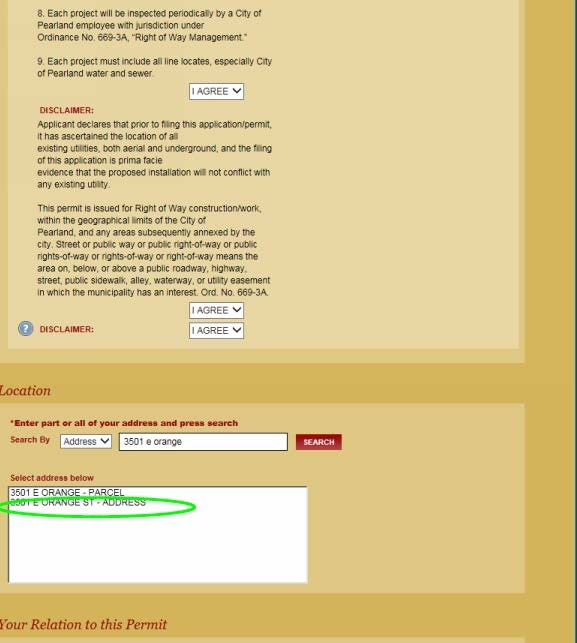 8. Each project will be inspected periodically by a City of
Pearland employee with jurisdiction under
Ordinance No. 669-3A, “Right of Way Management.”
9. Each project must include all line locates, especially City
of Pearland water and sewer.
I AGREE
DISCLAIMER:
Applicant declares that prior to filing this application/permit,
it has ascertained the location of all
existing utilities, both aerial and underground, and the filing
of this application is prima facie
evidence that the proposed installation will not conflict with
any existing utility.
This permit is issued for Right of Way construction/work,
within the geographical limits of the City of
Pearland, and any areas subsequently annexed by the
city. Street or public way or public right-of-way or public
rights-of-way or rights-of-way or right-of-way means the
area on, below, or above a public roadway, highway,
street, public sidewalk, alley, waterway, or utility easement
in which the municipality has an interest. Ord. No. 669-3A.
I AGREE
? DISCLAIMER: I AGREE
Location
*Enter part or all of your address and press search
Search By Address 3501 e orange SEARCH
Select address below
3501 E ORANGE - PARCEL
3501 E ORANGE ST - ADDRESS
Your Relation to this Permit